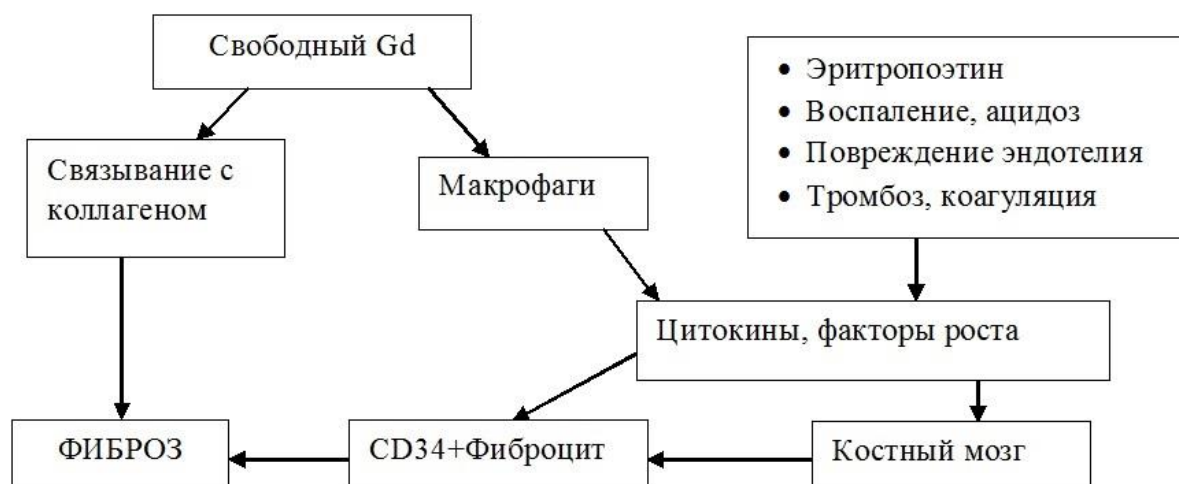 Свободный Gd
• Эритропоэтин
• Воспаление, ацидоз
• Повреждение эндотелия
• Тромбоз, коагуляция
Связывание с
коллагеном
Макрофаги
Цитокины, факторы роста
ФИБРОЗ
CD34+Фиброцит
Костный мозг